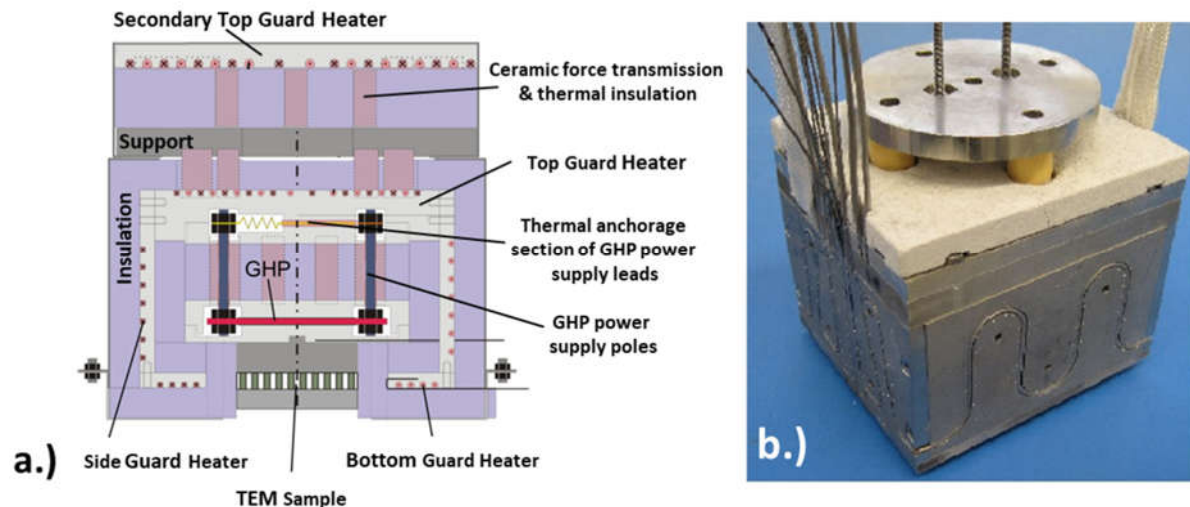 Secondary Top Guard Heater
Ceramic force transmission
& thermal insulation
Support
Top Guard Heater
Insulation
Thermal anchorage
section of GHP power
supply leads
GHP
GHP power
supply poles
a.)
Side Guard Heater
Bottom Guard Heater
TEM Sample
b.)